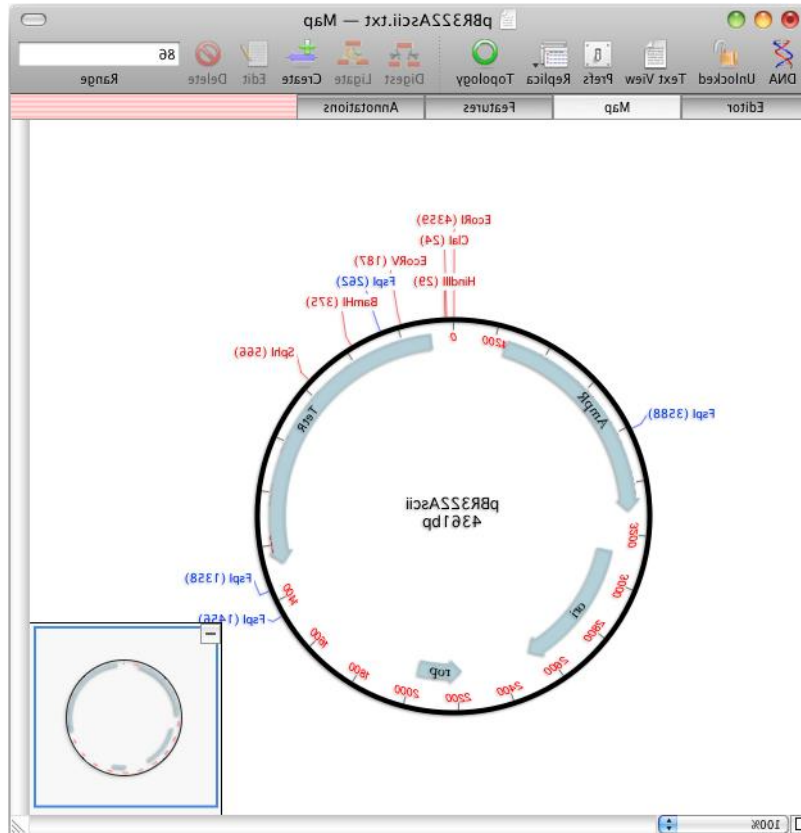 pBR322Ascii.txt — Map
DNA Unlocked Text View Prefs Replica Topology Digest Ligate Create Edit Delete Range
86
Editor Map Features Annotations
EcoRI (4359)
ClaI (24)
HindIII (29)
EcoRV (187)
FspI (262)
BamHI (375)
SphI (566)
FspI (3588)
FspI (1358)
FspI (1456)
0
4200
AmpR
TetR
pBR322Ascii
4361bp
3200
3000
ori
2800
2600
2400
2200
rop
2000
1800
1600
1400
100%